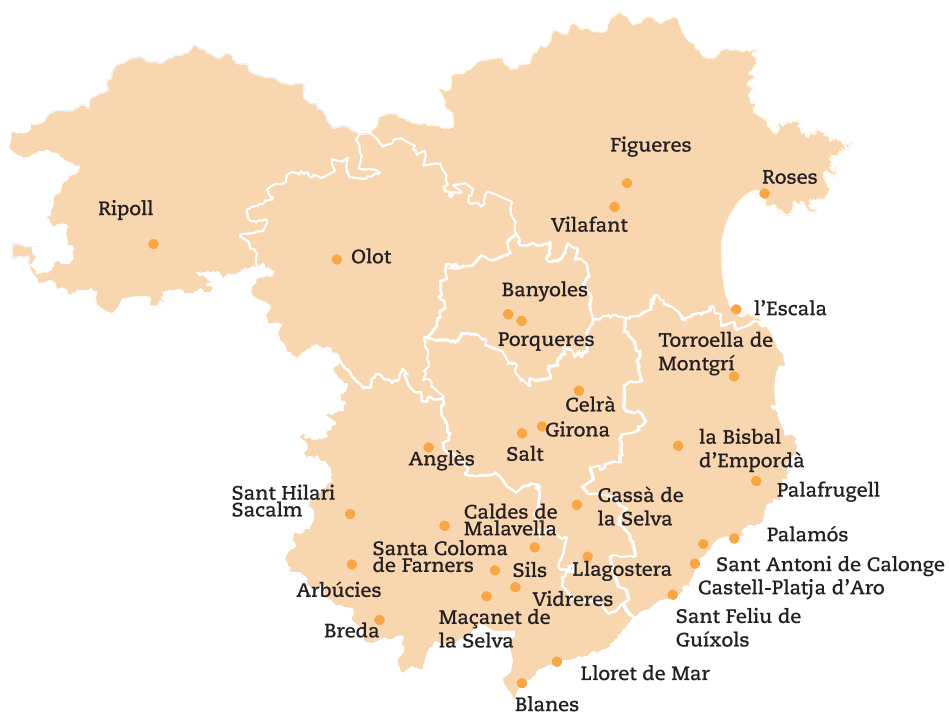 Figueres
Roses
Ripoll
Vilafant
Olot
Banyoles
l’Escala
Porqueres
Torroella de
Montgrí
Celrà
Girona
Salt
la Bisbal
d’Empordà
Anglès
Palafrugell
Sant Hilari
Sacalm
Cassà de
la Selva
Caldes de
Malavella
Palamós
Santa Coloma
de Farners
Sils
Llagostera
Sant Antoni de Calonge
Castell-Platja d’Aro
Arbúcies
Vidreres
Maçanet de
la Selva
Sant Feliu de
Guíxols
Breda
Lloret de Mar
Blanes